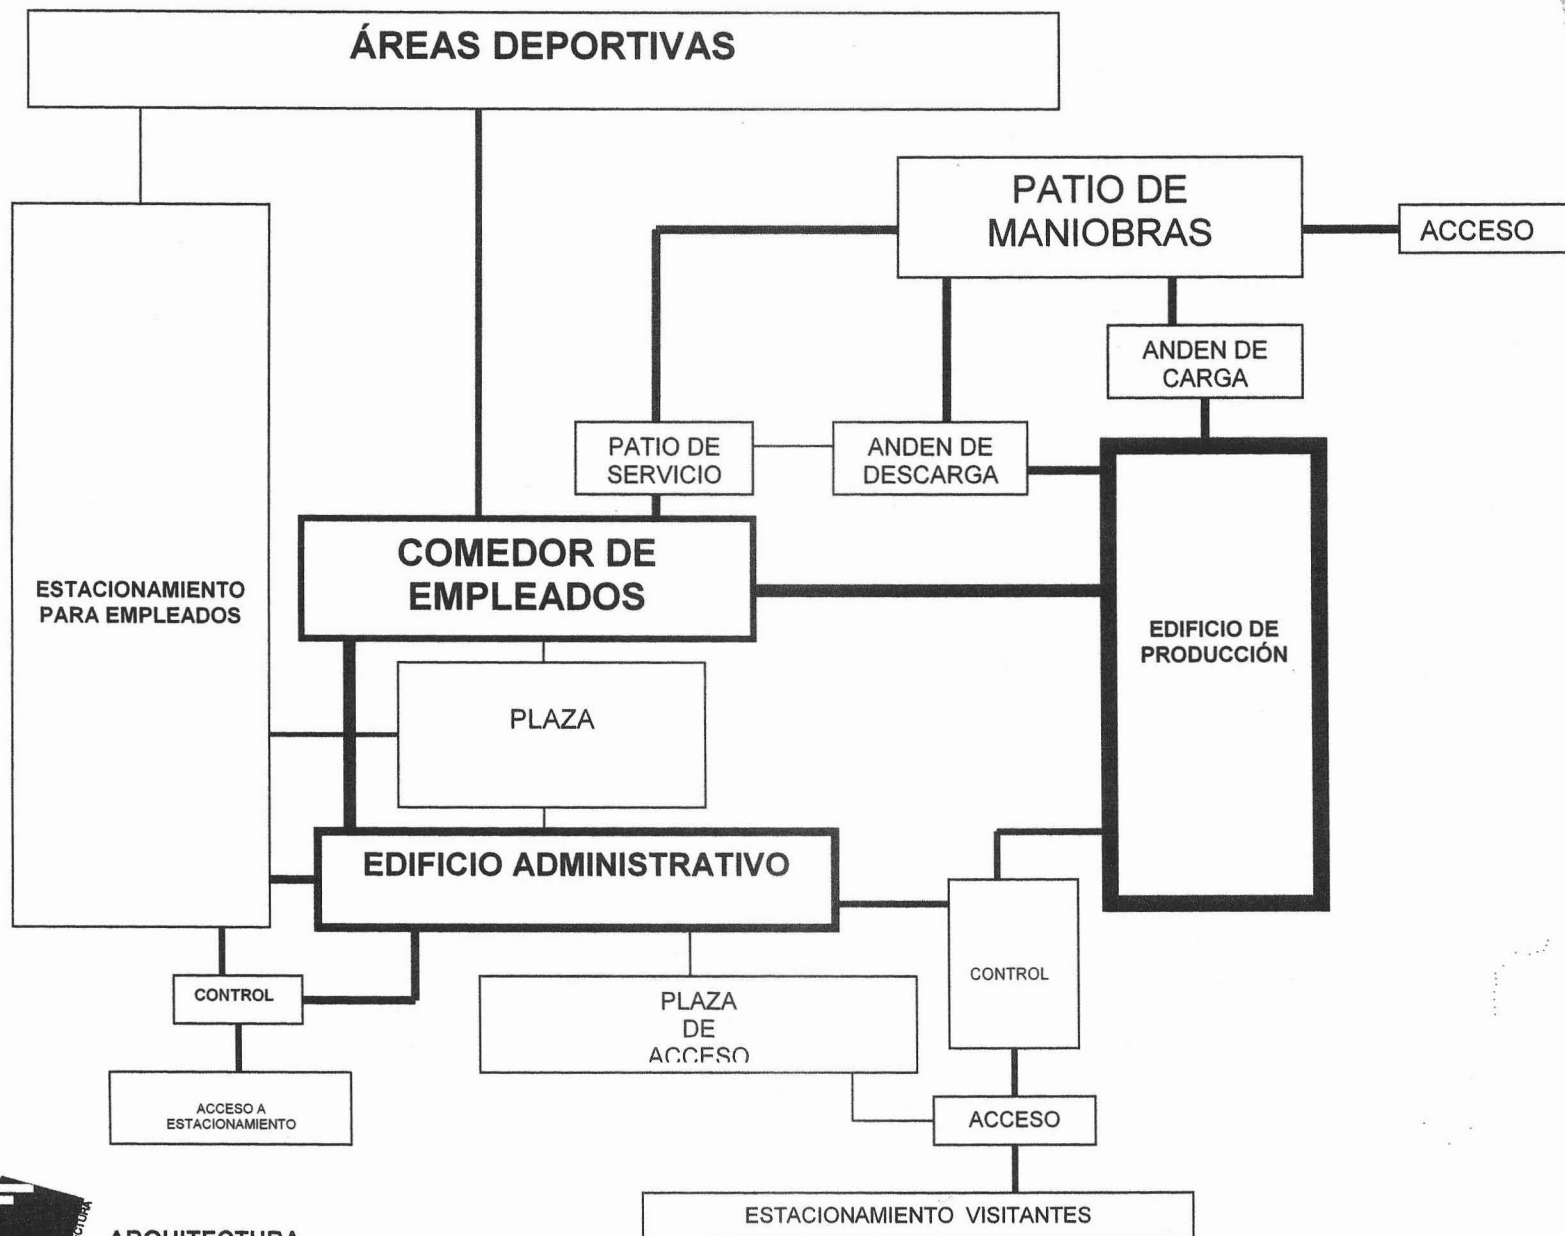 ÁREAS DEPORTIVAS
PATIO DE
MANIOBRAS
ACCESO
ANDEN DE
CARGA
PATIO DE
SERVICIO
ANDEN DE
DESCARGA
COMEDOR DE
EMPLEADOS
ESTACIONAMIENTO
PARA EMPLEADOS
EDIFICIO DE
PRODUCCIÓN
PLAZA
EDIFICIO ADMINISTRATIVO
CONTROL
CONTROL
PLAZA
DE
ACCESO
ACCESO A
ESTACIONAMIENTO
ACCESO
ESTACIONAMIENTO VISITANTES
ARQUITECTURA